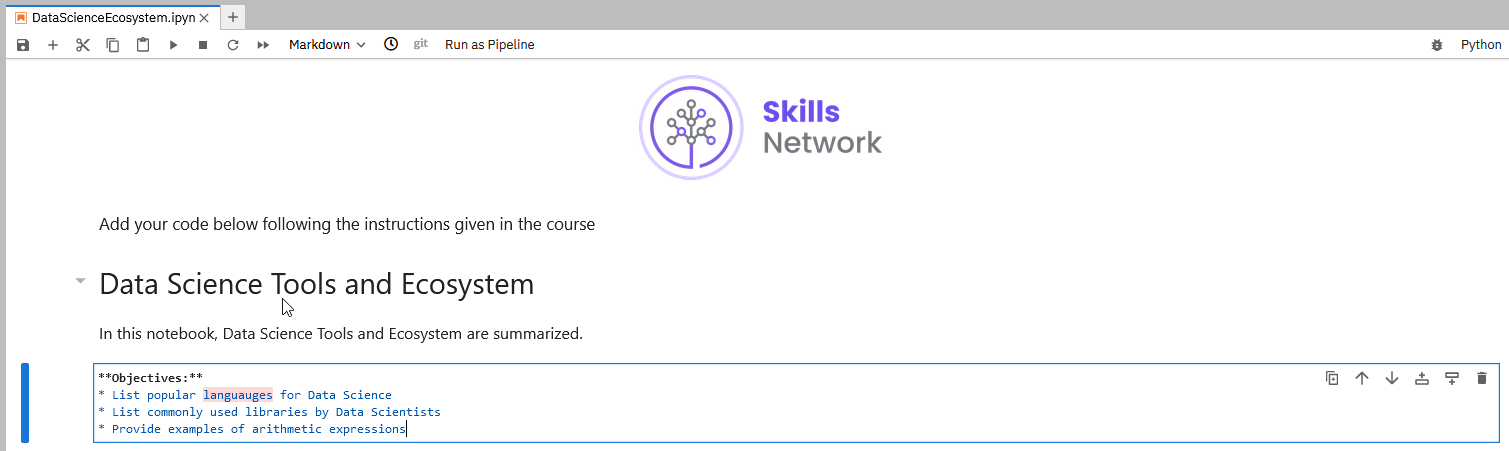 DataScienceEcosystem.ipyn
Markdown git Run as Pipeline Python
Skills
Network
Add your code below following the instructions given in the course
Data Science Tools and Ecosystem
In this notebook, Data Science Tools and Ecosystem are summarized.
**Objectives:**
* List popular languauges for Data Science
* List commonly used libraries by Data Scientists
* Provide examples of arithmetic expressions